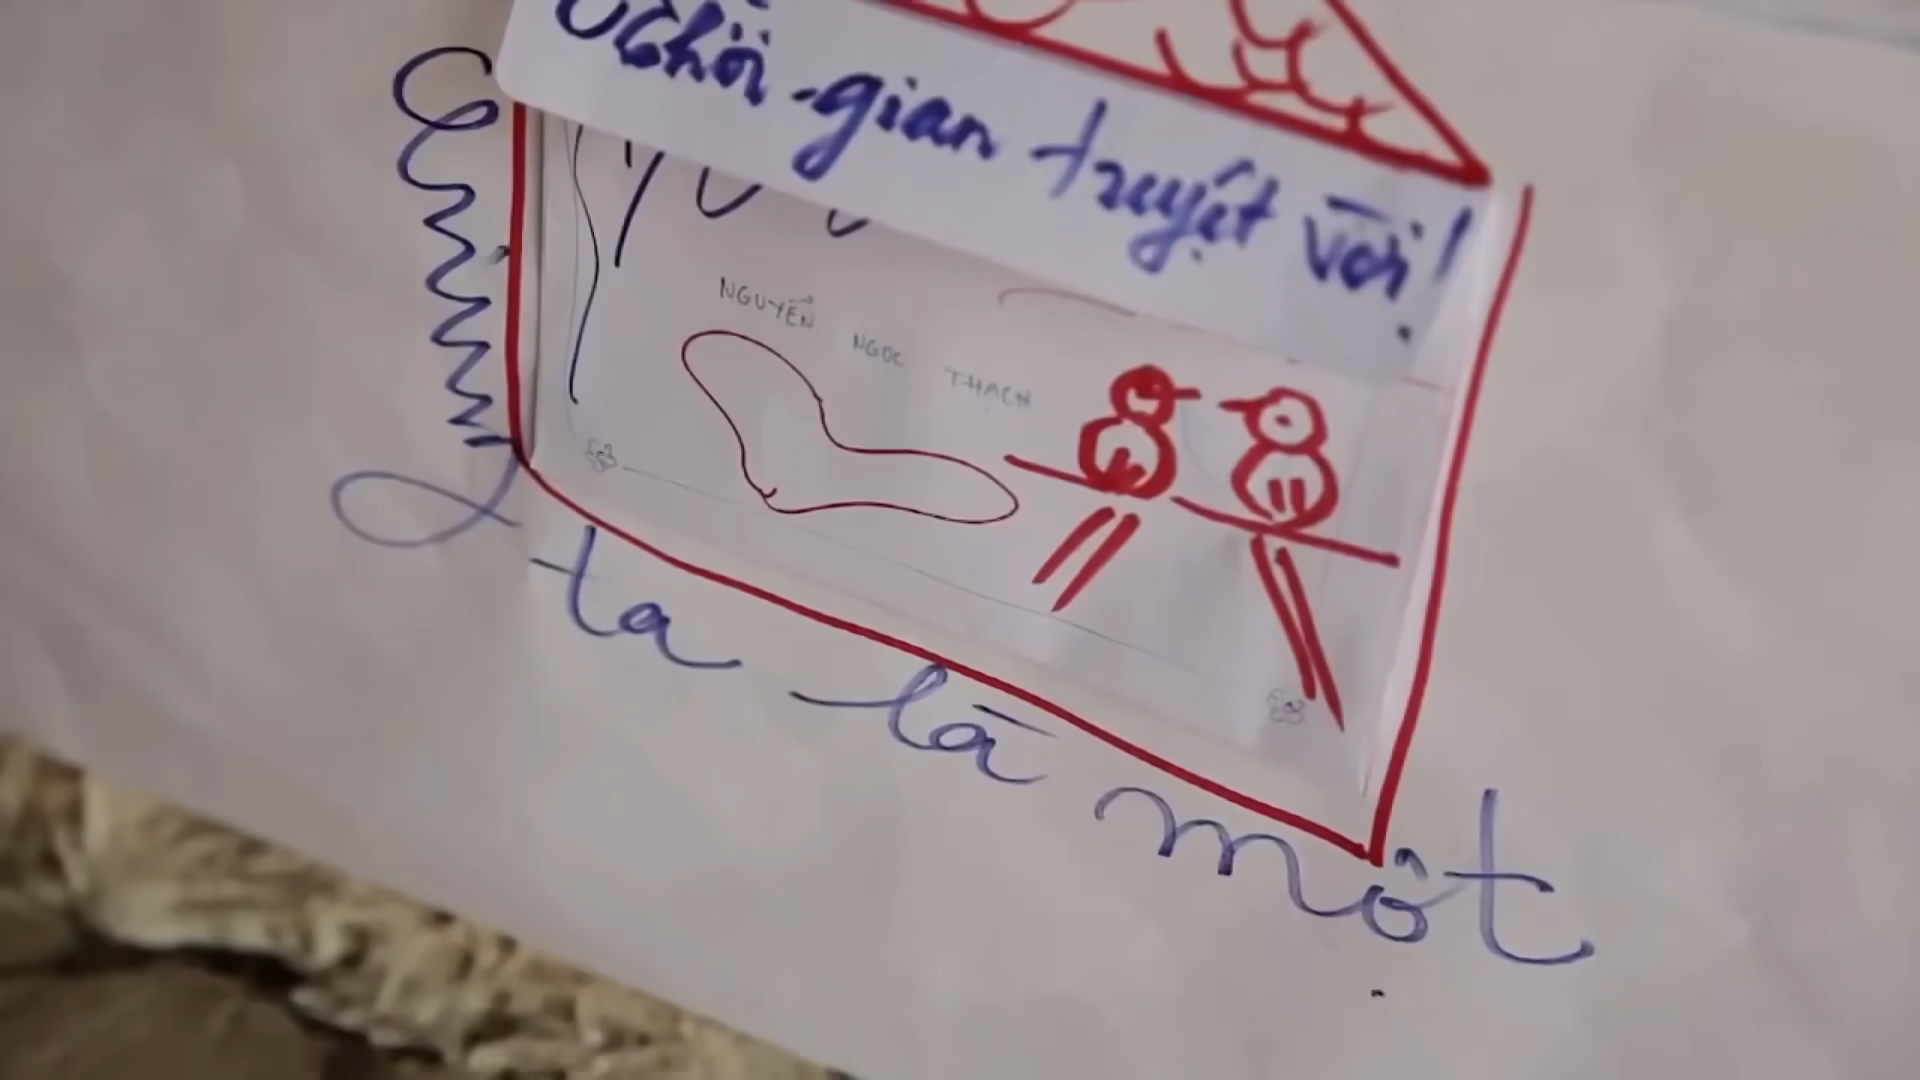 thời gian tuyệt vời!
NGUYỄN NGỌC THẠCH
Chúng
ta là một